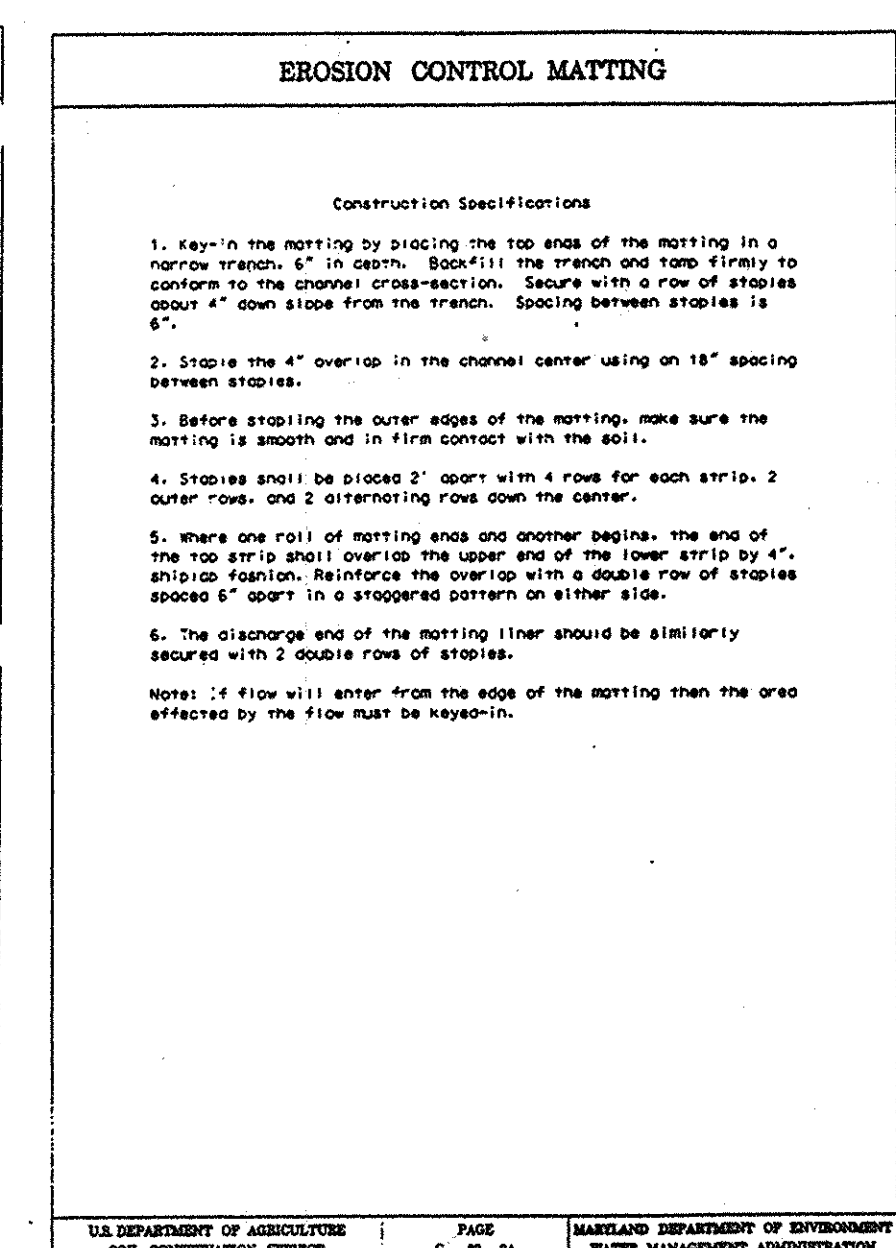 EROSION CONTROL MATTING
Construction Specifications
1. Key-in the matting by placing the top ends of the matting in a
narrow trench, 6" in depth. Backfill the trench and tamp firmly to
conform to the channel cross-section. Secure with a row of staples
about 4" down slope from the trench. Spacing between staples is
6".
2. Staple the 4" overlap in the channel center using an 18" spacing
between staples.
3. Before stapling the outer edges of the matting, make sure the
matting is smooth and in firm contact with the soil.
4. Staples shall be placed 2' apart with 4 rows for each strip, 2
outer rows, and 2 alternating rows down the center.
5. Where one roll of matting ends and another begins, the end of
the top strip shall overlap the upper end of the lower strip by 4",
shiplap fashion. Reinforce the overlap with a double row of staples
spaced 6" apart in a staggered pattern on either side.
6. The discharge end of the matting liner should be similarly
secured with 2 double rows of staples.
Note: If flow will enter from the edge of the matting then the area
effected by the flow must be keyed-in.
U.S. DEPARTMENT OF AGRICULTURE
PAGE
MARYLAND DEPARTMENT OF ENVIRONMENT
WATER MANAGEMENT ADMINISTRATION